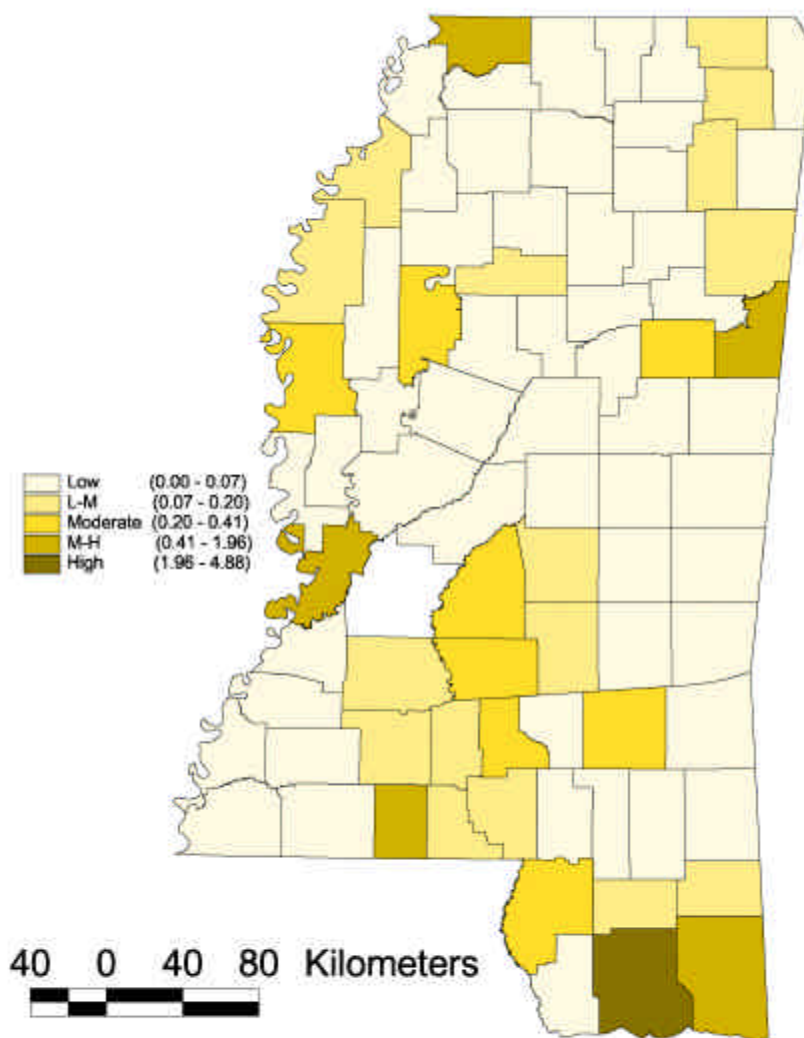 Low (0.00 - 0.07)
L-M (0.07 - 0.20)
Moderate (0.20 - 0.41)
M-H (0.41 - 1.96)
High (1.96 - 4.88)
40 0 40 80 Kilometers